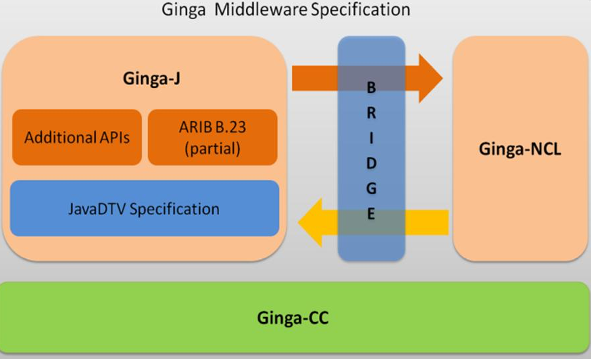 Ginga Middleware Specification
Ginga-J
Additional APIs
ARIB B.23
(partial)
JavaDTV Specification
B
R
I
D
G
E
Ginga-NCL
Ginga-CC